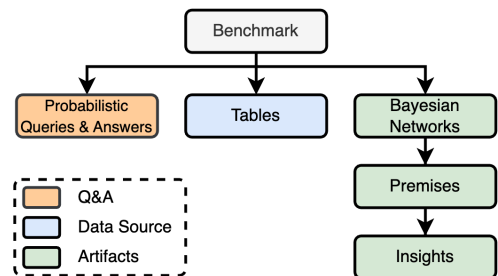 Benchmark
Probabilistic
Queries & Answers
Tables
Bayesian
Networks
Premises
Insights
Q&A
Data Source
Artifacts